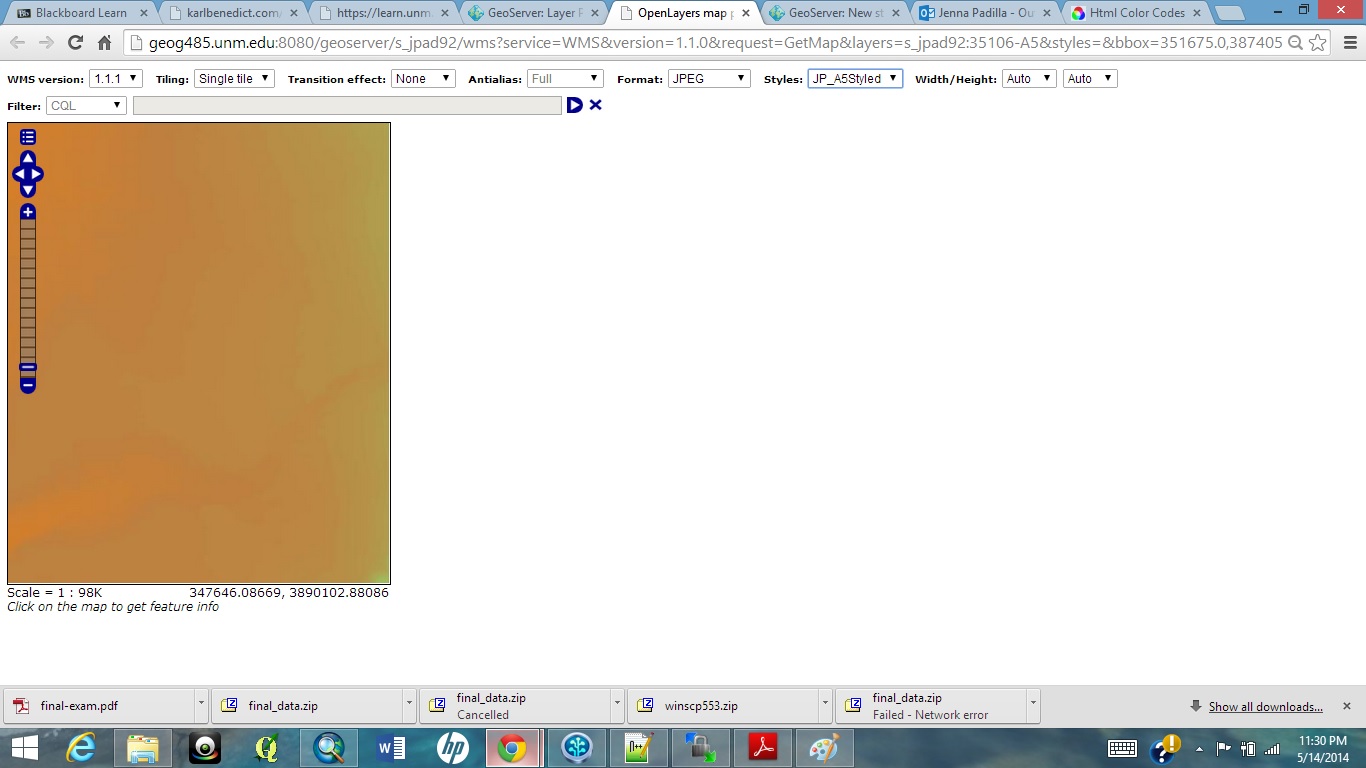 Bb Blackboard Learn
karlbenedict.com/
https://learn.unm.
GeoServer: Layer P
OpenLayers map p
GeoServer: New st
Jenna Padilla - Ou
Html Color Codes
geog485.unm.edu:8080/geoserver/s_jpad92/wms?service=WMS&version=1.1.0&request=GetMap&layers=s_jpad92:35106-A5&styles=&bbox=351675.0,387405
WMS version: 1.1.1 Tiling: Single tile Transition effect: None Antialias: Full Format: JPEG Styles: JP_A5Styled Width/Height: Auto Auto
Filter: CQL
Scale = 1 : 98K 347646.08669, 3890102.88086
Click on the map to get feature info
final-exam.pdf
final_data.zip
final_data.zip
Cancelled
winscp553.zip
final_data.zip
Failed - Network error
Show all downloads...
11:30 PM
5/14/2014